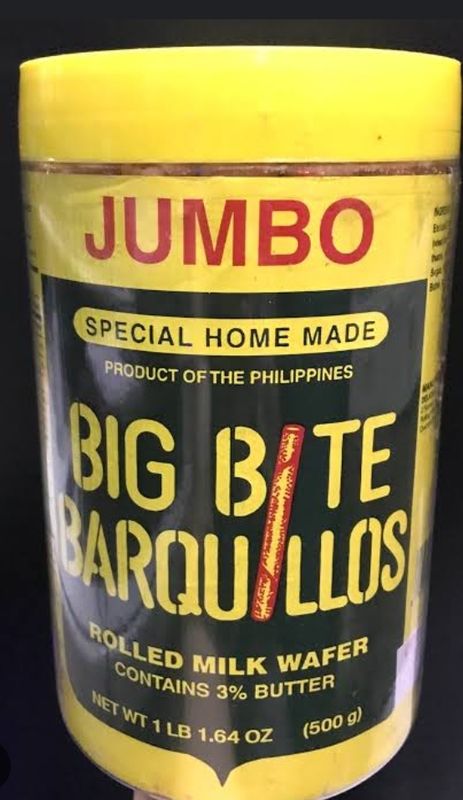 JUMBO
SPECIAL HOME MADE
PRODUCT OF THE PHILIPPINES
BIG BITE
BARQUILLOS
ROLLED MILK WAFER
CONTAINS 3% BUTTER
NET WT 1 LB 1.64 OZ (500 g)